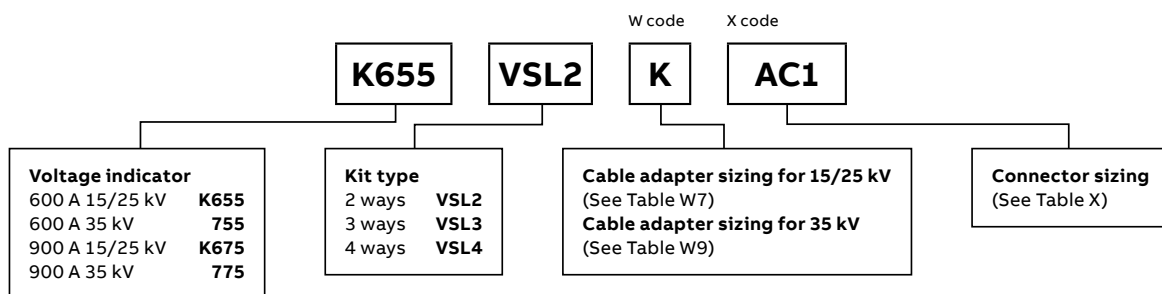 W code X code
K655 VSL2 K AC1
Voltage indicator
600 A 15/25 kV K655
600 A 35 kV 755
900 A 15/25 kV K675
900 A 35 kV 775
Kit type
2 ways VSL2
3 ways VSL3
4 ways VSL4
Cable adapter sizing for 15/25 kV
(See Table W7)
Cable adapter sizing for 35 kV
(See Table W9)
Connector sizing
(See Table X)